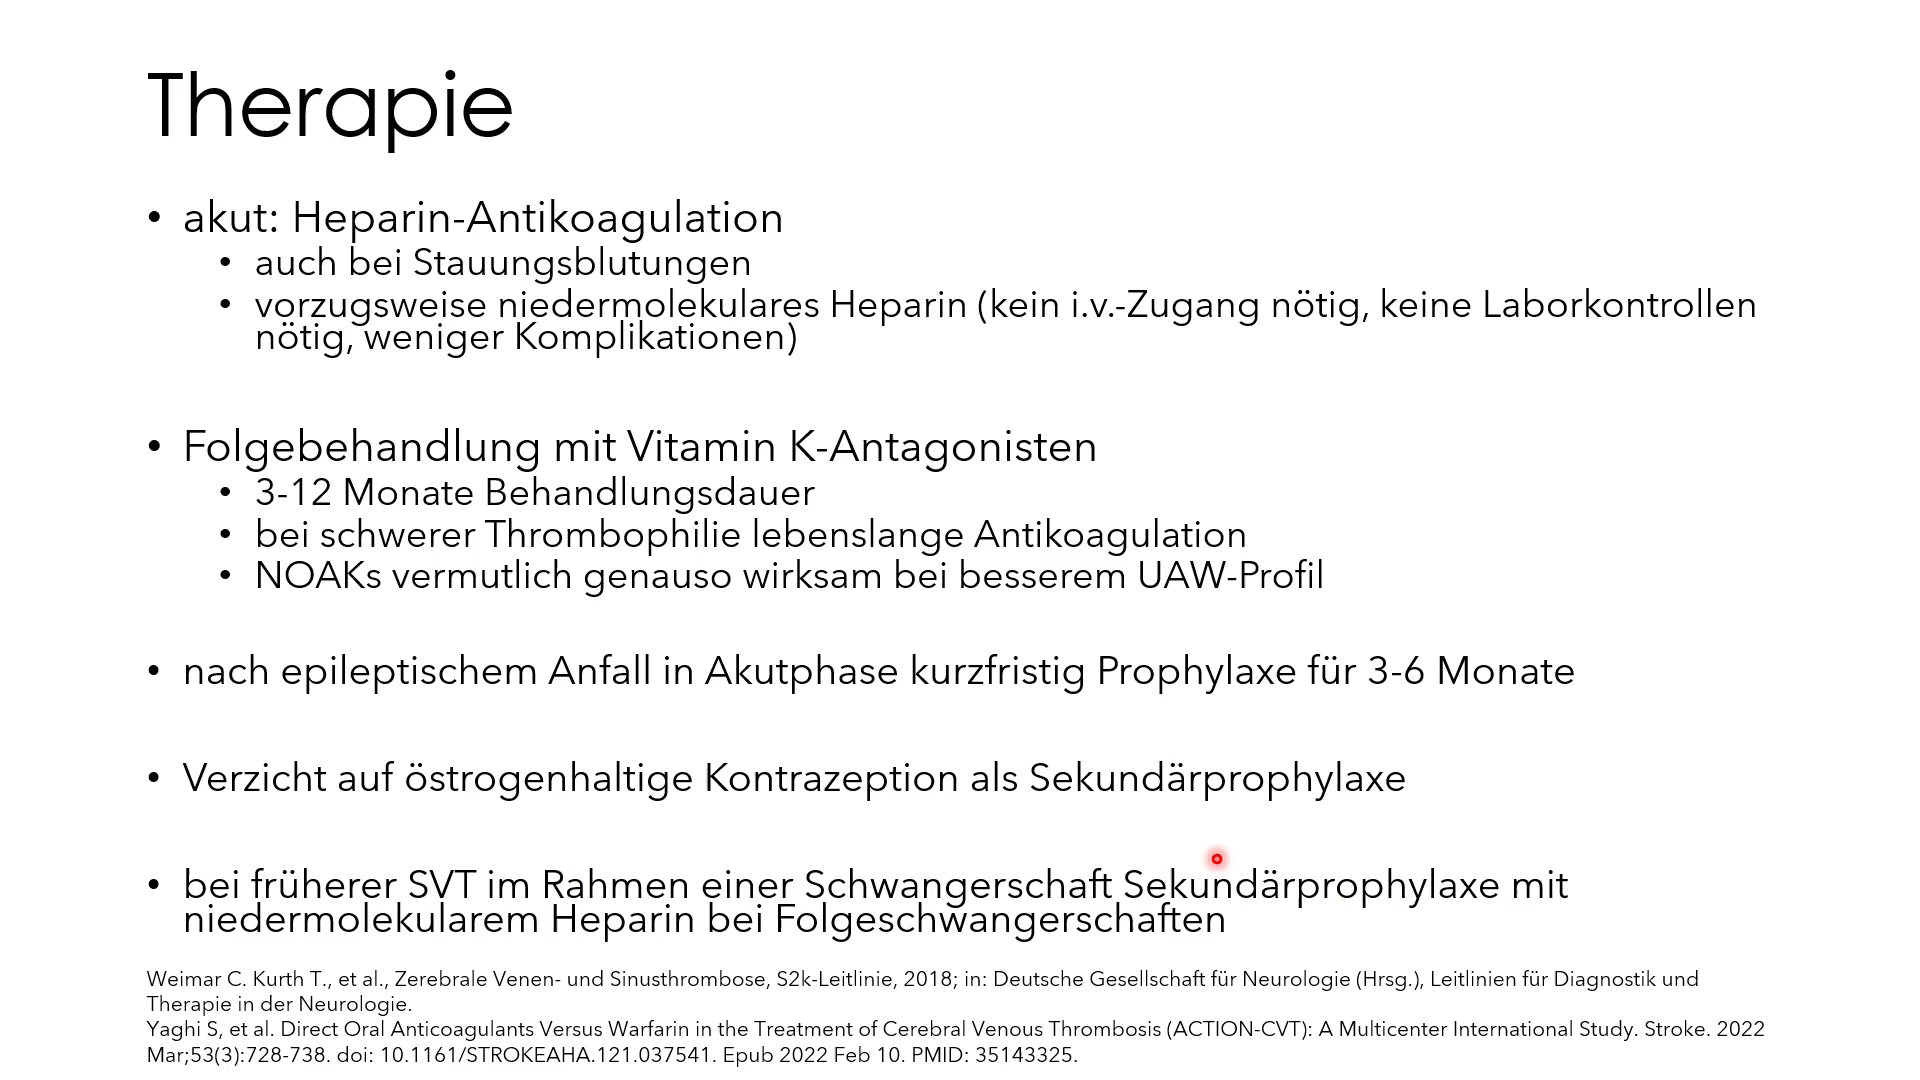 Therapie
• akut: Heparin-Antikoagulation
• auch bei Stauungsblutungen
• vorzugsweise niedermolekulares Heparin (kein i.v.-Zugang nötig, keine Laborkontrollen
nötig, weniger Komplikationen)
• Folgebehandlung mit Vitamin K-Antagonisten
• 3-12 Monate Behandlungsdauer
• bei schwerer Thrombophilie lebenslange Antikoagulation
• NOAKs vermutlich genauso wirksam bei besserem UAW-Profil
• nach epileptischem Anfall in Akutphase kurzfristig Prophylaxe für 3-6 Monate
• Verzicht auf östrogenhaltige Kontrazeption als Sekundärprophylaxe
• bei früherer SVT im Rahmen einer Schwangerschaft Sekundärprophylaxe mit
niedermolekularem Heparin bei Folgeschwangerschaften
Weimar C. Kurth T., et al., Zerebrale Venen- und Sinusthrombose, S2k-Leitlinie, 2018; in: Deutsche Gesellschaft für Neurologie (Hrsg.), Leitlinien für Diagnostik und
Therapie in der Neurologie.
Yaghi S, et al. Direct Oral Anticoagulants Versus Warfarin in the Treatment of Cerebral Venous Thrombosis (ACTION-CVT): A Multicenter International Study. Stroke. 2022
Mar;53(3):728-738. doi: 10.1161/STROKEAHA.121.037541. Epub 2022 Feb 10. PMID: 35143325.